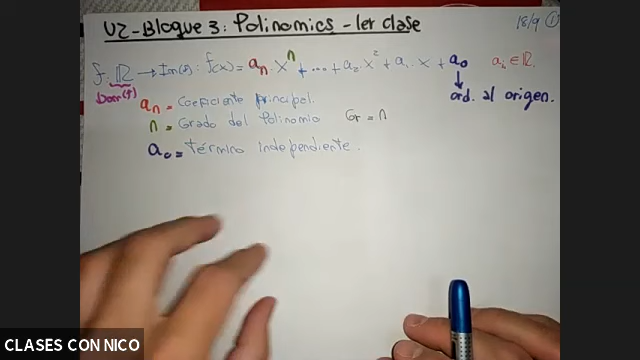 U2-Bloque 3: Polinomics - 1er clase
18/9 ①
f: ℝ → Im(f): f(x) = aₙ·xⁿ + ... + a₂·x² + a₁·x + a₀ aᵢ ∈ ℝ.
Dom(f)
ord. al origen.
aₙ = Coeficiente principal.
n = Grado del Polinomio Gr = n
a₀ = término independiente.
CLASES CON NICO